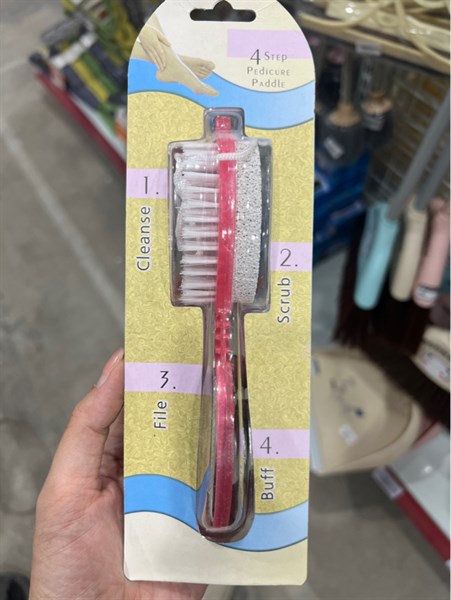 4 Step
Pedicure
Paddle
1.
Cleanse
2.
Scrub
3.
File
4.
Buff